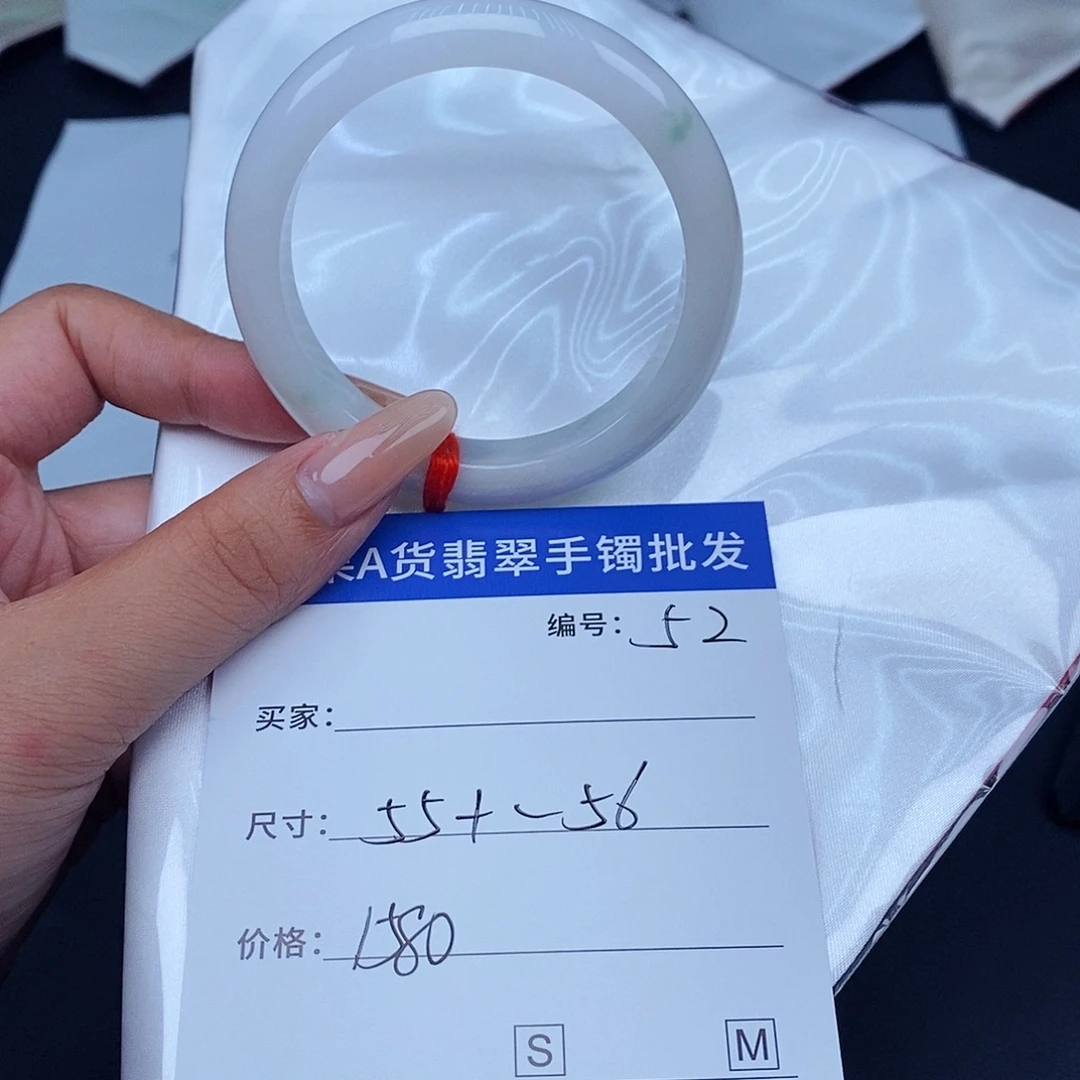 A货翡翠手镯批发
编号: 52
买家:
尺寸: 55+~56
价格: 1580
S M